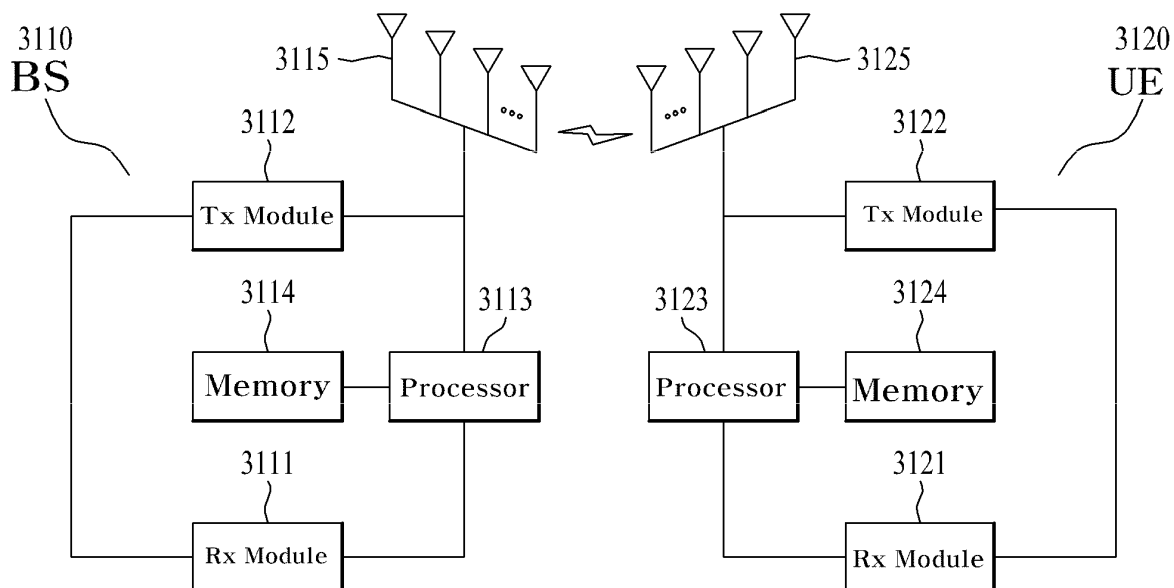 3110
BS
3115
3125
3120
UE
3112
Tx Module
3122
Tx Module
3114
Memory
3113
Processor
3123
Processor
3124
Memory
3111
Rx Module
3121
Rx Module